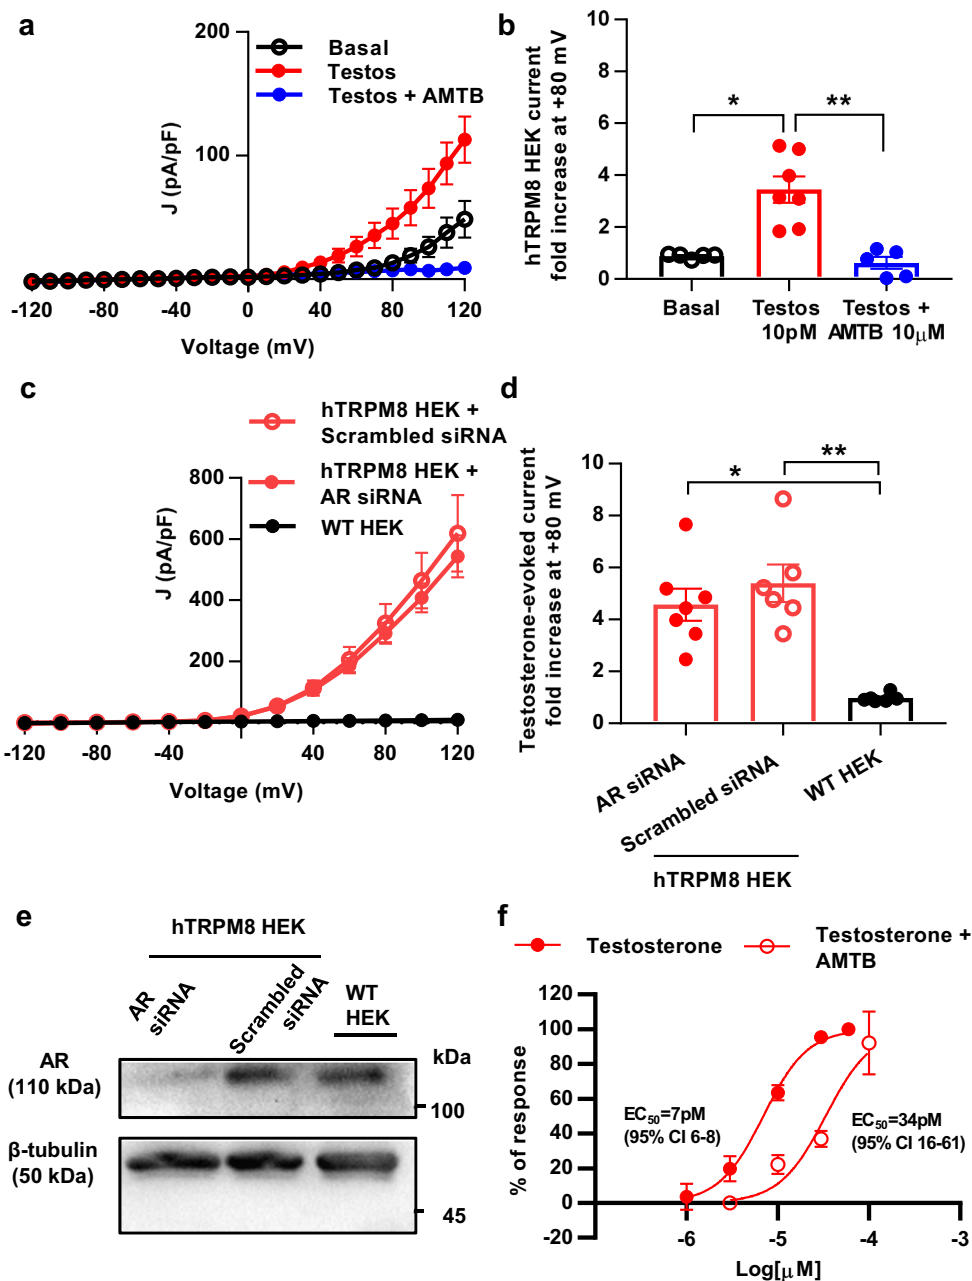 a
200
100
J (pA/pF)
Basal
Testos
Testos + AMTB
-120
-80
-40
0
40
80
120
Voltage (mV)
b
hTRPM8 HEK current
fold increase at +80 mV
10
8
6
4
2
0
*
**
Basal
Testos
10pM
Testos +
AMTB 10μM
c
hTRPM8 HEK +
Scrambled siRNA
hTRPM8 HEK +
AR siRNA
WT HEK
J (pA/pF)
800
600
400
200
-120
-80
-40
40
80
120
Voltage (mV)
d
Testosterone-evoked current
fold increase at +80 mV
10
8
6
4
2
0
*
**
AR siRNA
Scrambled siRNA
WT HEK
hTRPM8 HEK
e
hTRPM8 HEK
AR
siRNA
Scrambled
siRNA
WT
HEK
AR
(110 kDa)
kDa
100
β-tubulin
(50 kDa)
45
f
Testosterone
Testosterone +
AMTB
% of response
120
100
80
60
40
20
0
-20
EC50=7pM
(95% CI 6-8)
EC50=34pM
(95% CI 16-61)
-6
-5
-4
-3
Log[μM]